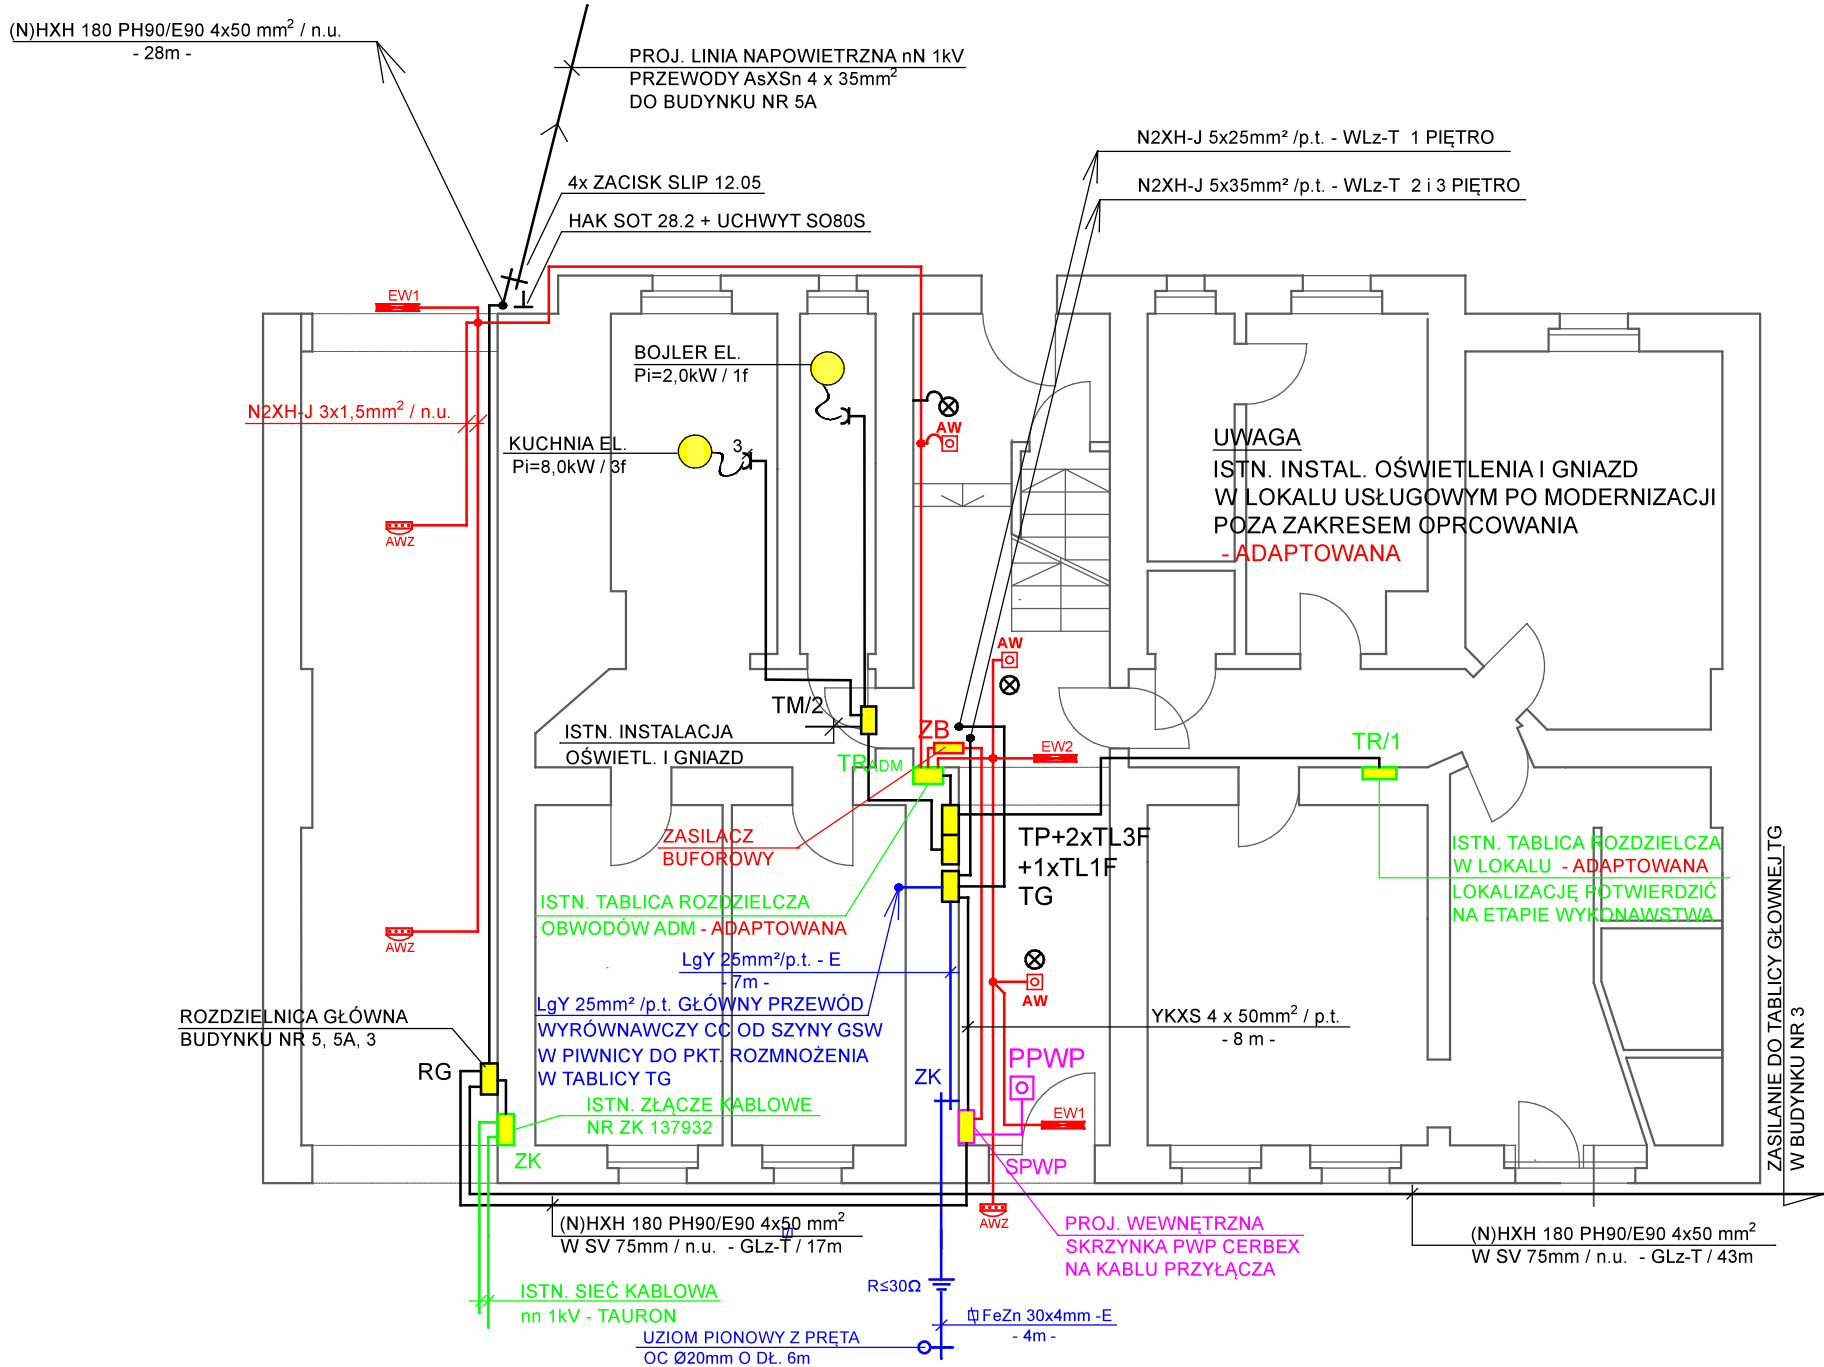 (N)HXH 180 PH90/E90 4x50 mm² / n.u.
- 28m -
PROJ. LINIA NAPOWIETRZNA nN 1kV
PRZEWODY AsXSn 4 x 35mm²
DO BUDYNKU NR 5A
N2XH-J 5x25mm² /p.t. - WLz-T 1 PIĘTRO
N2XH-J 5x35mm² /p.t. - WLz-T 2 i 3 PIĘTRO
4x ZACISK SLIP 12.05
HAK SOT 28.2 + UCHWYT SO80S
EW1
BOJLER EL.
Pi=2,0kW / 1f
N2XH-J 3x1,5mm² / n.u.
KUCHNIA EL.
Pi=8,0kW / 3f
3
AW
UWAGA
ISTN. INSTAL. OŚWIETLENIA I GNIAZD
W LOKALU USŁUGOWYM PO MODERNIZACJI
POZA ZAKRESEM OPRCOWANIA
- ADAPTOWANA
AWZ
AW
TM/2
ISTN. INSTALACJA
OŚWIETL. I GNIAZD
ZB
EW2
TRADM
TR/1
ZASILACZ
BUFOROWY
TP+2xTL3F
+1xTL1F
TG
ISTN. TABLICA ROZDZIELCZA
W LOKALU - ADAPTOWANA
LOKALIZACJĘ POTWIERDZIĆ
NA ETAPIE WYKONAWSTWA
ISTN. TABLICA ROZDZIELCZA
OBWODÓW ADM - ADAPTOWANA
AWZ
LgY 25mm²/p.t. - E
- 7m -
LgY 25mm² /p.t. GŁÓWNY PRZEWÓD
WYRÓWNAWCZY CC OD SZYNY GSW
W PIWNICY DO PKT. ROZMNOŻENIA
W TABLICY TG
AW
ROZDZIELNICA GŁÓWNA
BUDYNKU NR 5, 5A, 3
YKXS 4 x 50mm² / p.t.
- 8 m -
RG
ZK
PPWP
EW1
ISTN. ZŁĄCZE KABLOWE
NR ZK 137932
ZK
SPWP
ZASILANIE DO TABLICY GŁOWNEJ TG
W BUDYNKU NR 3
AWZ
(N)HXH 180 PH90/E90 4x50 mm²
W SV 75mm / n.u. - GLz-T / 17m
PROJ. WEWNĘTRZNA
SKRZYNKA PWP CERBEX
NA KABLU PRZYŁĄCZA
(N)HXH 180 PH90/E90 4x50 mm²
W SV 75mm / n.u. - GLz-T / 43m
ISTN. SIEĆ KABLOWA
nn 1kV - TAURON
R≤30Ω
FeZn 30x4mm -E
- 4m -
UZIOM PIONOWY Z PRĘTA
OC Ø20mm O DŁ. 6m